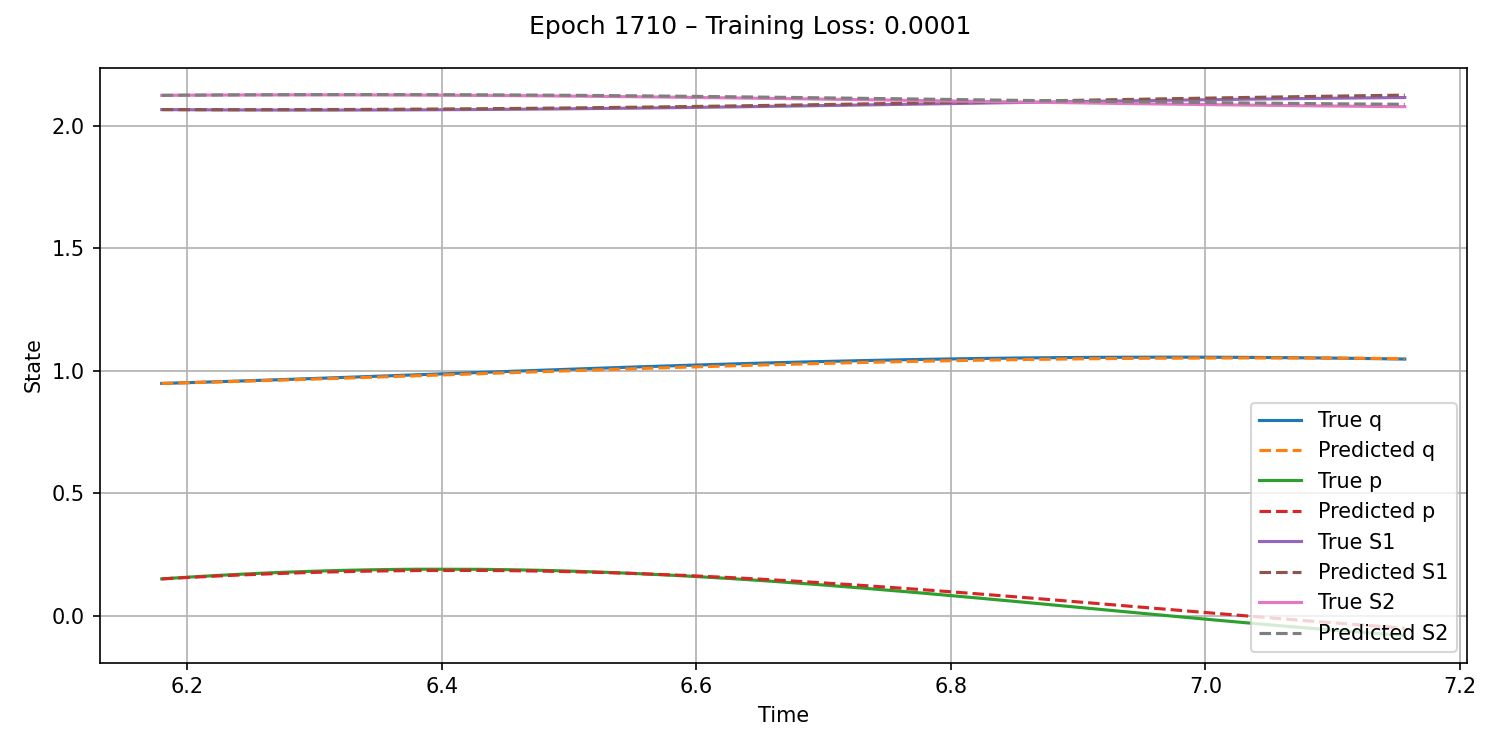 Epoch 1710 – Training Loss: 0.0001
State
2.0
1.5
1.0
0.5
0.0
True q
Predicted q
True p
Predicted p
True S1
Predicted S1
True S2
Predicted S2
6.2 6.4 6.6 6.8 7.0 7.2
Time